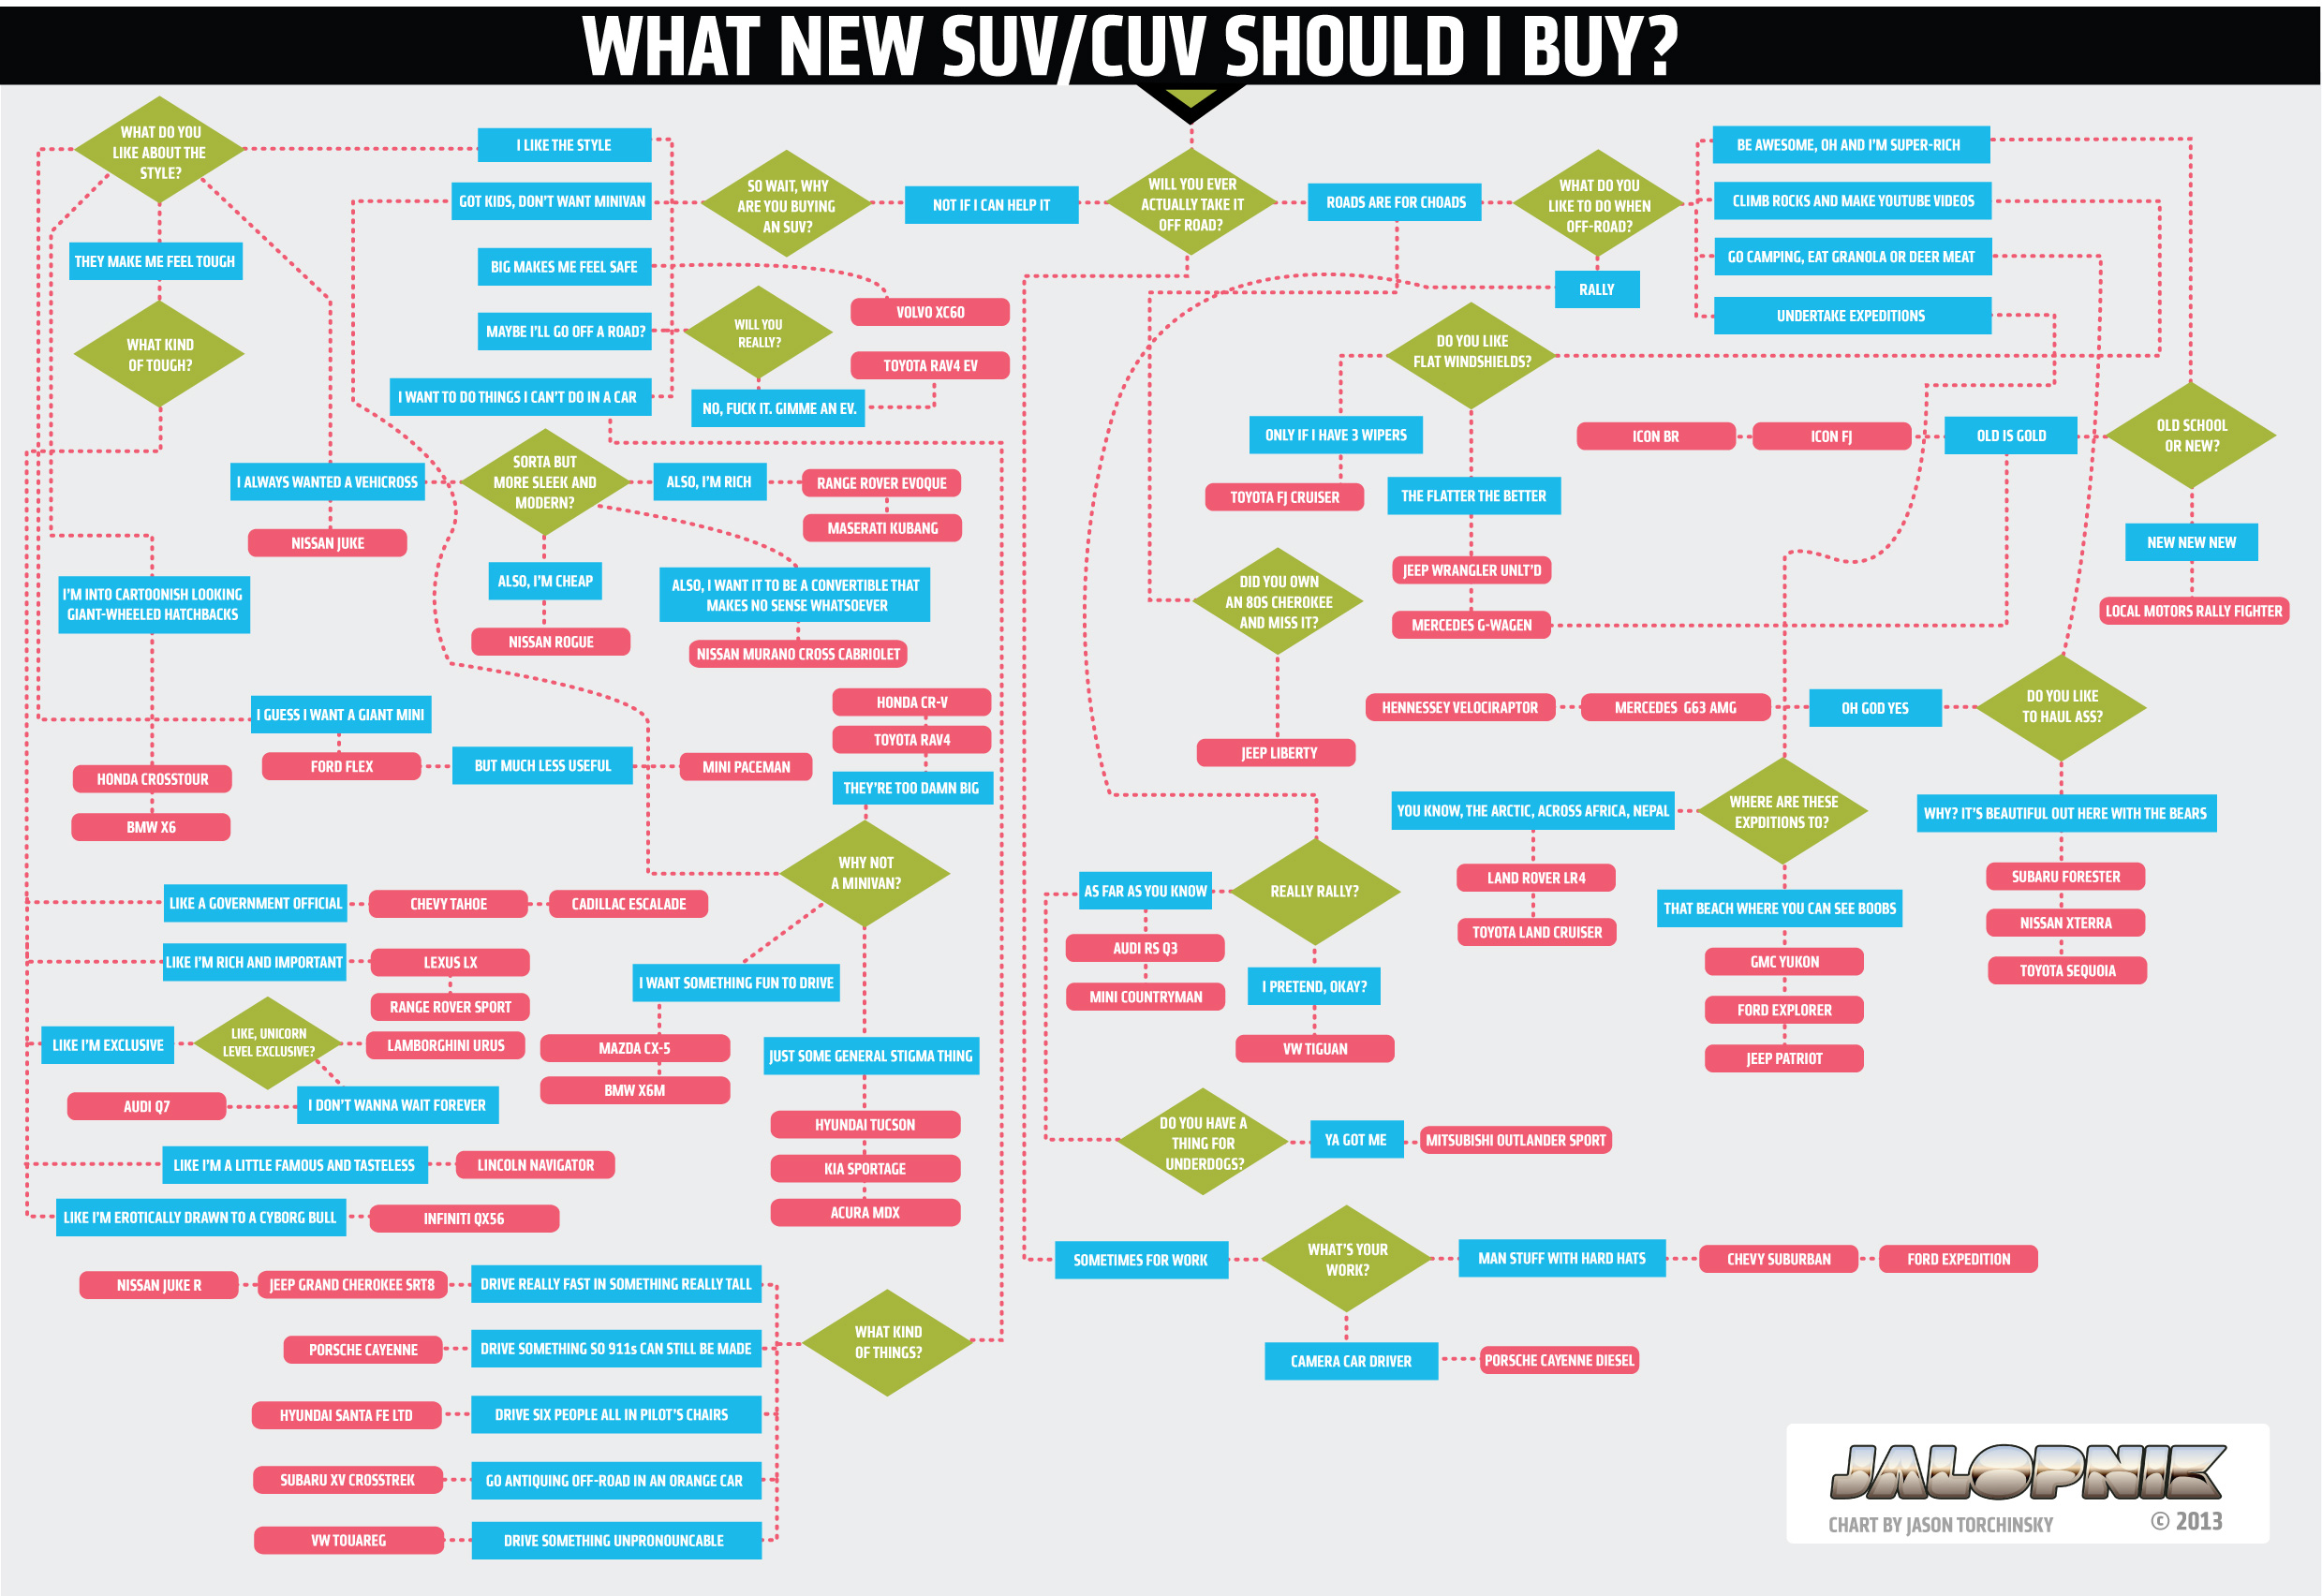 WHAT NEW SUV/CUV SHOULD I BUY?
WHAT DO YOU
LIKE ABOUT THE
STYLE?
I LIKE THE STYLE
GOT KIDS, DON'T WANT MINIVAN
BIG MAKES ME FEEL SAFE
MAYBE I'LL GO OFF A ROAD?
I WANT TO DO THINGS I CAN'T DO IN A CAR
SO WAIT, WHY
ARE YOU BUYING
AN SUV?
NOT IF I CAN HELP IT
WILL YOU EVER
ACTUALLY TAKE IT
OFF ROAD?
ROADS ARE FOR CHOADS
WHAT DO YOU
LIKE TO DO WHEN
OFF-ROAD?
BE AWESOME, OH AND I'M SUPER-RICH
CLIMB ROCKS AND MAKE YOUTUBE VIDEOS
GO CAMPING, EAT GRANOLA OR DEER MEAT
UNDERTAKE EXPEDITIONS
RALLY
THEY MAKE ME FEEL TOUGH
WHAT KIND
OF TOUGH?
VOLVO XC60
WILL YOU
REALLY?
TOYOTA RAV4 EV
NO, FUCK IT. GIMME AN EV.
DO YOU LIKE
FLAT WINDSHIELDS?
ONLY IF I HAVE 3 WIPERS
TOYOTA FJ CRUISER
THE FLATTER THE BETTER
JEEP WRANGLER UNLT'D
MERCEDES G-WAGEN
ICON BR
ICON FJ
OLD IS GOLD
OLD SCHOOL
OR NEW?
NEW NEW NEW
LOCAL MOTORS RALLY FIGHTER
I ALWAYS WANTED A VEHICROSS
NISSAN JUKE
SORTA BUT
MORE SLEEK AND
MODERN?
ALSO, I'M RICH
RANGE ROVER EVOQUE
MASERATI KUBANG
ALSO, I'M CHEAP
NISSAN ROGUE
ALSO, I WANT IT TO BE A CONVERTIBLE THAT
MAKES NO SENSE WHATSOEVER
NISSAN MURANO CROSS CABRIOLET
I'M INTO CARTOONISH LOOKING
GIANT-WHEELED HATCHBACKS
HONDA CROSSTOUR
BMW X6
DID YOU OWN
AN 80S CHEROKEE
AND MISS IT?
JEEP LIBERTY
I GUESS I WANT A GIANT MINI
FORD FLEX
BUT MUCH LESS USEFUL
MINI PACEMAN
HONDA CR-V
TOYOTA RAV4
THEY'RE TOO DAMN BIG
WHY NOT
A MINIVAN?
HENNESSEY VELOCIRAPTOR
MERCEDES G63 AMG
OH GOD YES
DO YOU LIKE
TO HAUL ASS?
WHY? IT'S BEAUTIFUL OUT HERE WITH THE BEARS
SUBARU FORESTER
NISSAN XTERRA
TOYOTA SEQUOIA
YOU KNOW, THE ARCTIC, ACROSS AFRICA, NEPAL
WHERE ARE THESE
EXPDITIONS TO?
LAND ROVER LR4
TOYOTA LAND CRUISER
THAT BEACH WHERE YOU CAN SEE BOOBS
GMC YUKON
FORD EXPLORER
JEEP PATRIOT
AS FAR AS YOU KNOW
REALLY RALLY?
AUDI RS Q3
MINI COUNTRYMAN
I PRETEND, OKAY?
VW TIGUAN
LIKE A GOVERNMENT OFFICIAL
CHEVY TAHOE
CADILLAC ESCALADE
LIKE I'M RICH AND IMPORTANT
LEXUS LX
RANGE ROVER SPORT
LIKE I'M EXCLUSIVE
LIKE, UNICORN
LEVEL EXCLUSIVE?
LAMBORGHINI URUS
AUDI Q7
I DON'T WANNA WAIT FOREVER
LIKE I'M A LITTLE FAMOUS AND TASTELESS
LINCOLN NAVIGATOR
LIKE I'M EROTICALLY DRAWN TO A CYBORG BULL
INFINITI QX56
I WANT SOMETHING FUN TO DRIVE
MAZDA CX-5
BMW X6M
JUST SOME GENERAL STIGMA THING
HYUNDAI TUCSON
KIA SPORTAGE
ACURA MDX
DO YOU HAVE A
THING FOR
UNDERDOGS?
YA GOT ME
MITSUBISHI OUTLANDER SPORT
SOMETIMES FOR WORK
WHAT'S YOUR
WORK?
MAN STUFF WITH HARD HATS
CHEVY SUBURBAN
FORD EXPEDITION
CAMERA CAR DRIVER
PORSCHE CAYENNE DIESEL
NISSAN JUKE R
JEEP GRAND CHEROKEE SRT8
DRIVE REALLY FAST IN SOMETHING REALLY TALL
WHAT KIND
OF THINGS?
PORSCHE CAYENNE
DRIVE SOMETHING SO 911s CAN STILL BE MADE
HYUNDAI SANTA FE LTD
DRIVE SIX PEOPLE ALL IN PILOT'S CHAIRS
SUBARU XV CROSSTREK
GO ANTIQUING OFF-ROAD IN AN ORANGE CAR
VW TOUAREG
DRIVE SOMETHING UNPRONOUNCABLE
JALOPNIK
CHART BY JASON TORCHINSKY
© 2013